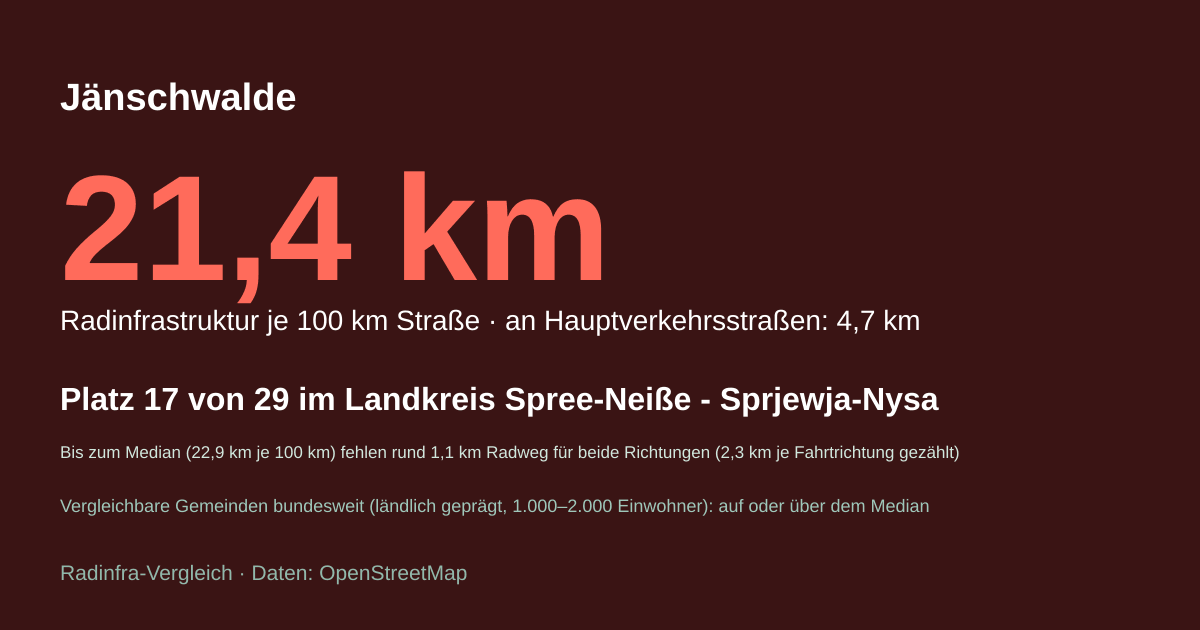 Jänschwalde
21,4 km
Radinfrastruktur je 100 km Straße · an Hauptverkehrsstraßen: 4,7 km
Platz 17 von 29 im Landkreis Spree-Neiße - Sprjewja-Nysa
Bis zum Median (22,9 km je 100 km) fehlen rund 1,1 km Radweg für beide Richtungen (2,3 km je Fahrtrichtung gezählt)
Vergleichbare Gemeinden bundesweit (ländlich geprägt, 1.000–2.000 Einwohner): auf oder über dem Median
Radinfra-Vergleich · Daten: OpenStreetMap